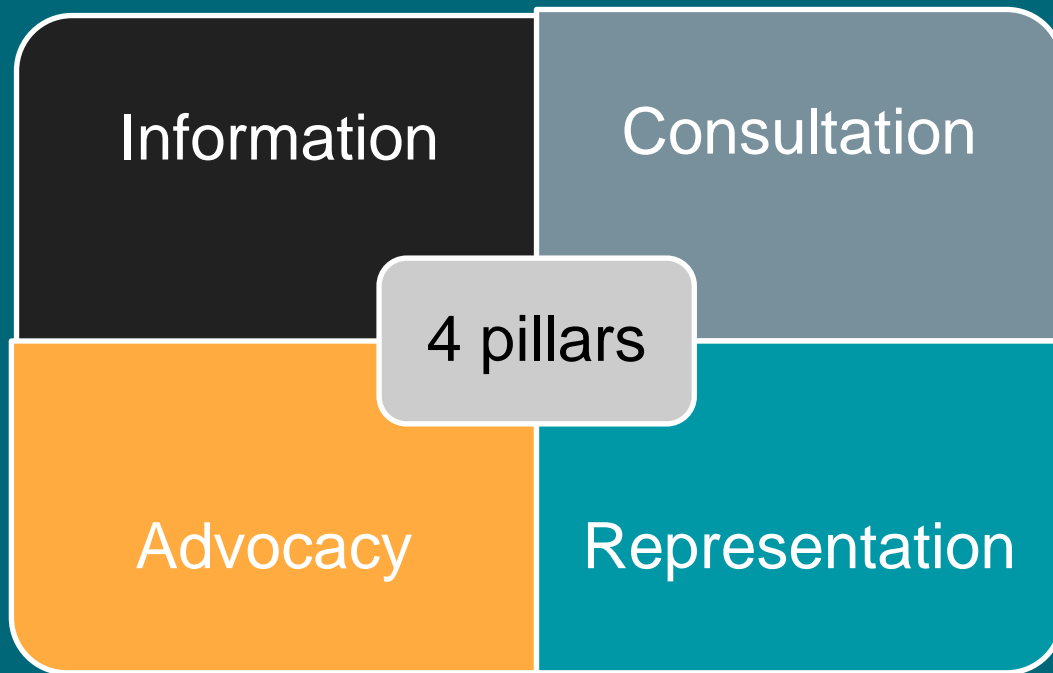 Information
Consultation
4 pillars
Advocacy
Representation